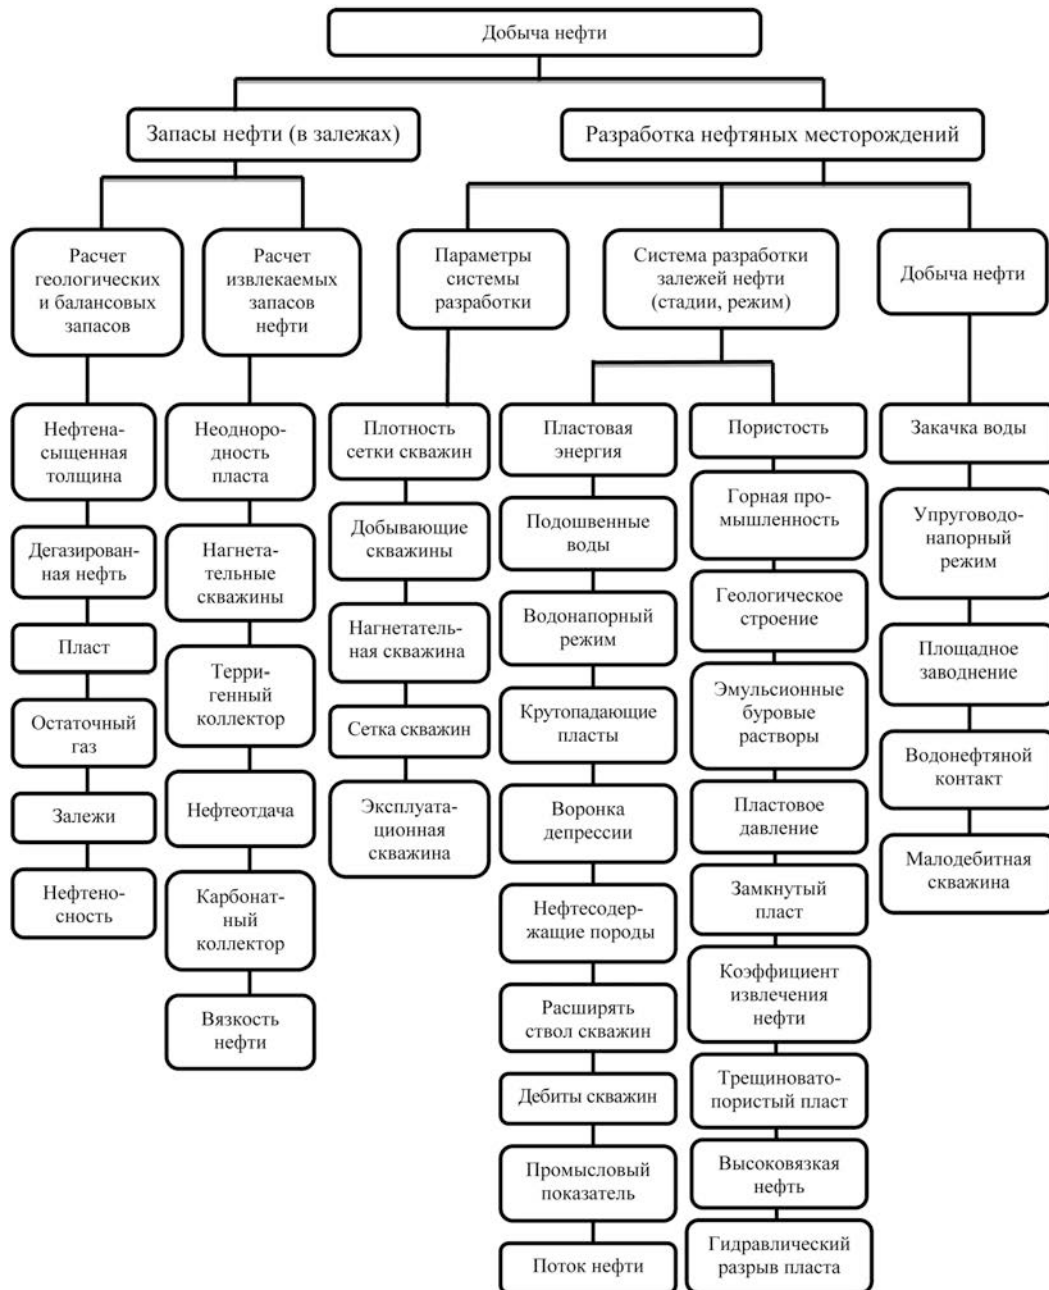 Добыча нефти
Запасы нефти (в залежах)
Разработка нефтяных месторождений
Расчет
геологических
и балансовых
запасов
Расчет
извлекаемых
запасов
нефти
Параметры
системы
разработки
Система разработки
залежей нефти
(стадии, режим)
Добыча нефти
Нефтена-
сыщенная
толщина
Дегазирован-
ная нефть
Пласт
Остаточный
газ
Залежи
Нефтено-
сность
Неодноро-
дность
пласта
Нагнета-
тельные
скважины
Терри-
генный
коллектор
Нефтеотдача
Карбонат-
ный
коллектор
Вязкость
нефти
Плотность
сетки скважин
Добывающие
скважины
Нагнетатель-
ная скважина
Сетка скважин
Эксплуата-
ционная
скважина
Пластовая
энергия
Подошвенные
воды
Водонапорный
режим
Крутопадающие
пласты
Воронка
депрессии
Нефтесодер-
жащие породы
Расширять
ствол скважин
Дебиты скважин
Промысловый
показатель
Поток нефти
Пористость
Горная про-
мышленность
Геологическое
строение
Эмульсионные
буровые
растворы
Пластовое
давление
Замкнутый
пласт
Коэффициент
извлечения
нефти
Трещиновато-
пористый пласт
Высоковязкая
нефть
Гидравлический
разрыв пласта
Закачка воды
Упруговодо-
напорный
режим
Площадное
заводнение
Водонефтяной
контакт
Малодебитная
скважина